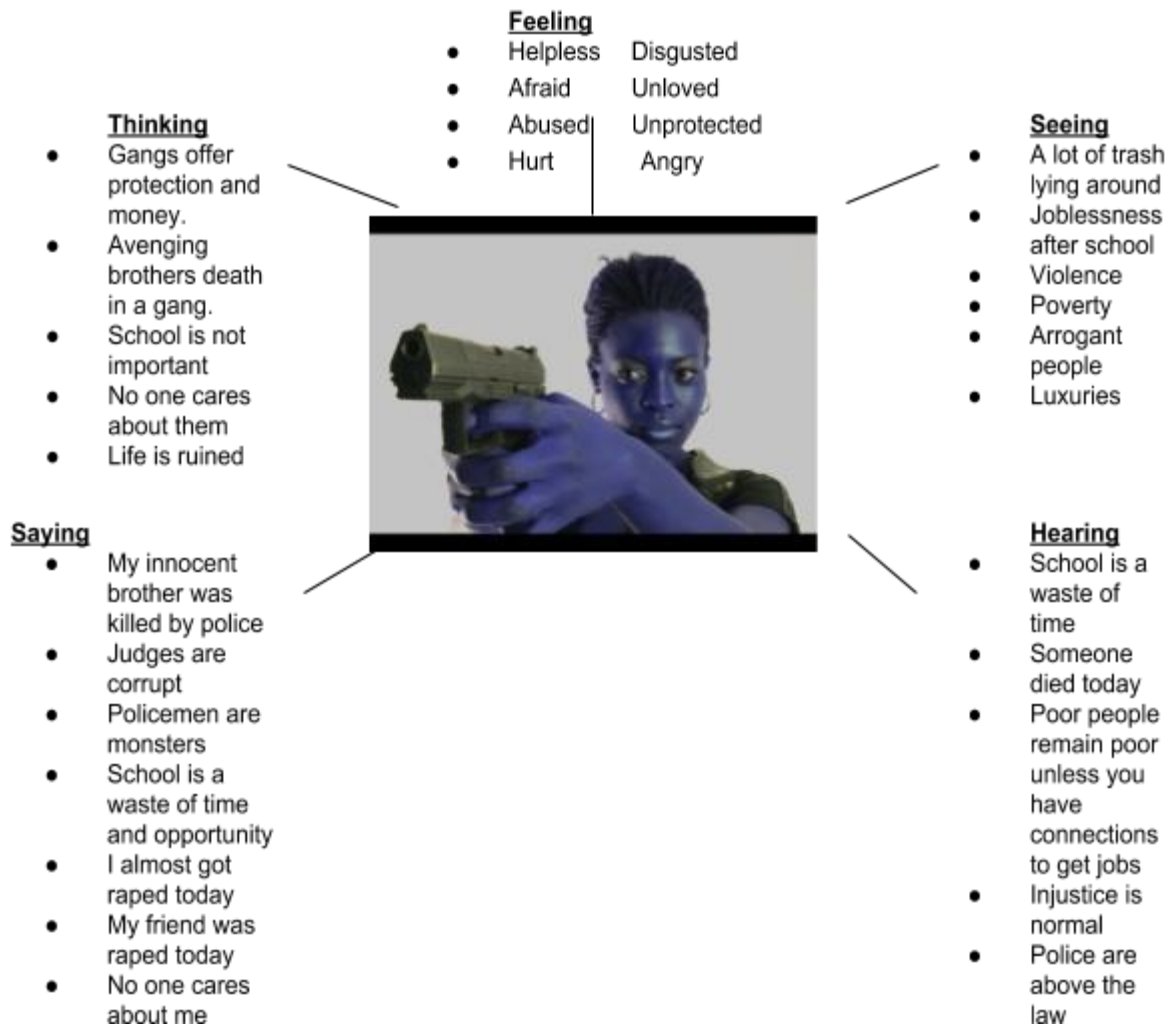 Feeling
● Helpless Disgusted
● Afraid Unloved
● Abused Unprotected
● Hurt Angry
Thinking
● Gangs offer
protection and
money.
● Avenging
brothers death
in a gang.
● School is not
important
● No one cares
about them
● Life is ruined
Seeing
● A lot of trash
lying around
● Joblessness
after school
● Violence
● Poverty
● Arrogant
people
● Luxuries
Saying
● My innocent
brother was
killed by police
● Judges are
corrupt
● Policemen are
monsters
● School is a
waste of time
and opportunity
● I almost got
raped today
● My friend was
raped today
● No one cares
about me
Hearing
● School is a
waste of
time
● Someone
died today
● Poor people
remain poor
unless you
have
connections
to get jobs
● Injustice is
normal
● Police are
above the
law